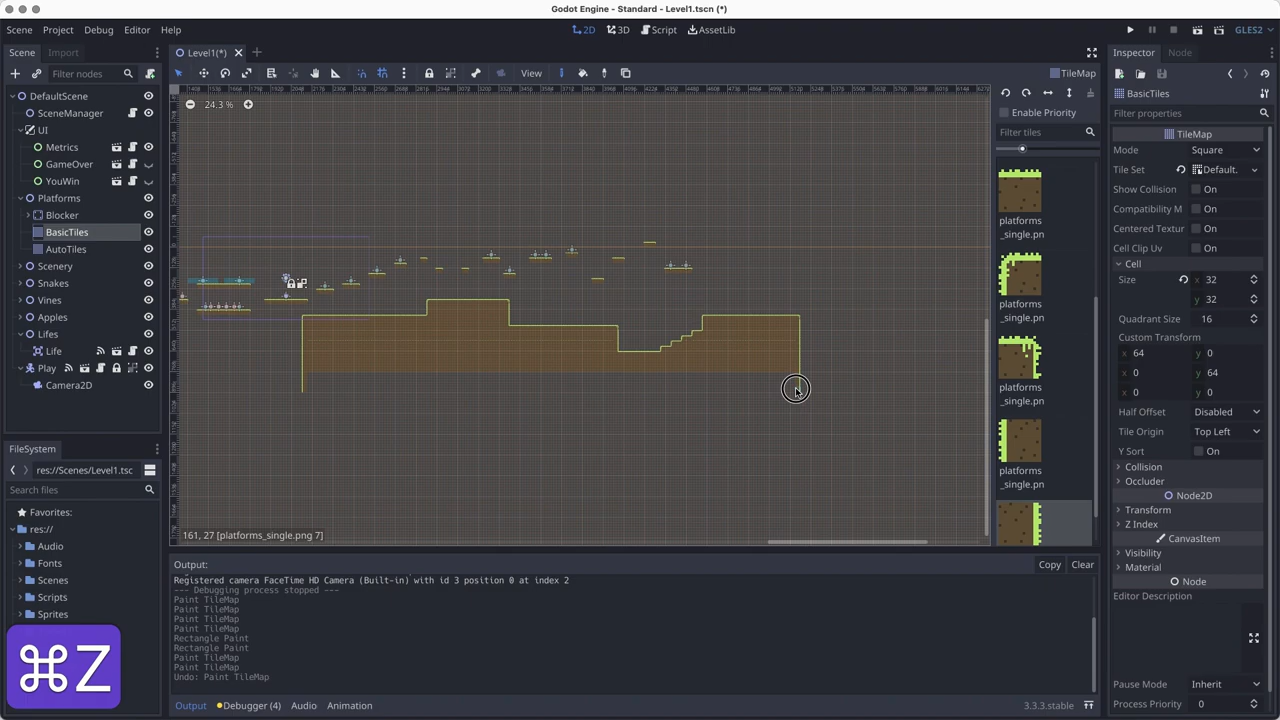 Godot Engine - Standard - Level1.tscn (*)
Scene Project Debug Editor Help
2D 3D Script AssetLib
GLES2
Scene Import
Filter nodes
DefaultScene
SceneManager
UI
Metrics
GameOver
YouWin
Platforms
Blocker
BasicTiles
AutoTiles
Scenery
Snakes
Vines
Apples
Lifes
Life
Play
Camera2D
FileSystem
res://Scenes/Level1.tsc
Search files
Favorites:
res://
Audio
Fonts
Scenes
Scripts
Sprites
⌘Z
Level1(*)
View
TileMap
24.3 %
161, 27 [platforms_single.png 7]
Enable Priority
Filter tiles
platforms
_single.pn
platforms
_single.pn
platforms
_single.pn
platforms
_single.pn
Output:
Copy Clear
Registered camera FaceTime HD Camera (Built-in) with id 3 position 0 at index 2
--- Debugging process stopped ---
Paint TileMap
Paint TileMap
Paint TileMap
Paint TileMap
Rectangle Paint
Rectangle Paint
Paint TileMap
Paint TileMap
Undo: Paint TileMap
Output Debugger (4) Audio Animation
3.3.3.stable
Inspector Node
BasicTiles
Filter properties
TileMap
Mode Square
Tile Set Default.
Show Collision On
Compatibility M On
Centered Textur On
Cell Clip Uv On
Cell
Size x 32
y 32
Quadrant Size 16
Custom Transform
x 64 y 0
x 0 y 64
x 0 y 0
Half Offset Disabled
Tile Origin Top Left
Y Sort On
Collision
Occluder
Node2D
Transform
Z Index
CanvasItem
Visibility
Material
Node
Editor Description
Pause Mode Inherit
Process Priority 0